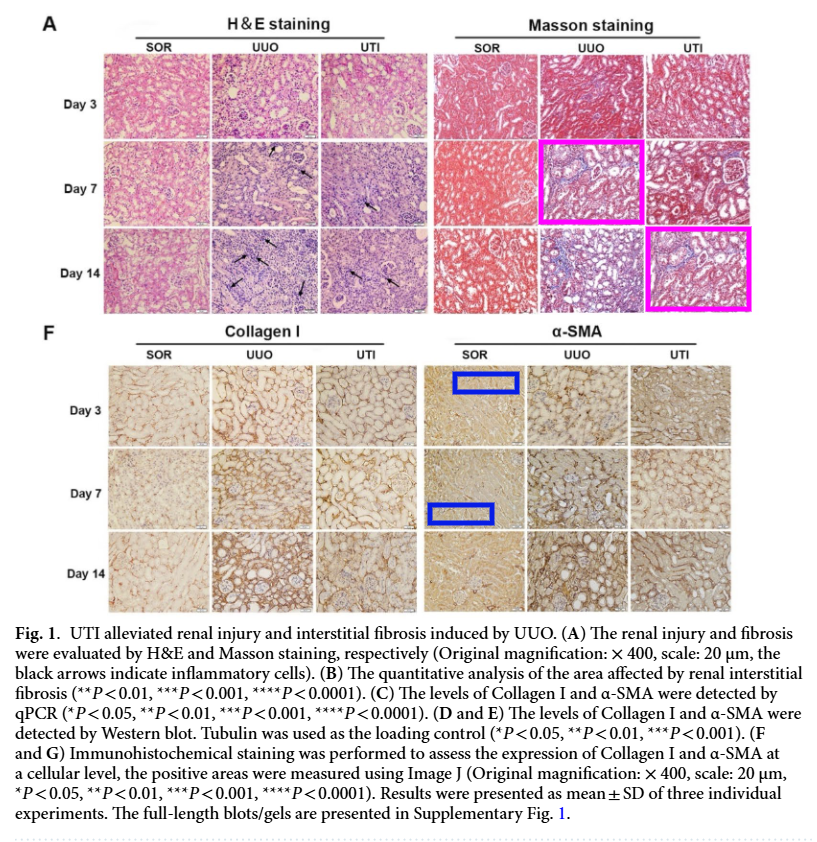 A
H&E staining
Masson staining
SOR
UUO
UTI
SOR
UUO
UTI
Day 3
Day 7
Day 14
F
Collagen I
α-SMA
SOR
UUO
UTI
SOR
UUO
UTI
Day 3
Day 7
Day 14
Fig. 1. UTI alleviated renal injury and interstitial fibrosis induced by UUO. (A) The renal injury and fibrosis
were evaluated by H&E and Masson staining, respectively (Original magnification: × 400, scale: 20 μm, the
black arrows indicate inflammatory cells). (B) The quantitative analysis of the area affected by renal interstitial
fibrosis (**P < 0.01, ***P < 0.001, ****P < 0.0001). (C) The levels of Collagen I and α-SMA were detected by
qPCR (*P < 0.05, **P < 0.01, ***P < 0.001, ****P < 0.0001). (D and E) The levels of Collagen I and α-SMA were
detected by Western blot. Tubulin was used as the loading control (*P < 0.05, **P < 0.01, ***P < 0.001). (F
and G) Immunohistochemical staining was performed to assess the expression of Collagen I and α-SMA at
a cellular level, the positive areas were measured using Image J (Original magnification: × 400, scale: 20 μm,
*P < 0.05, **P < 0.01, ***P < 0.001, ****P < 0.0001). Results were presented as mean ± SD of three individual
experiments. The full-length blots/gels are presented in Supplementary Fig. 1.